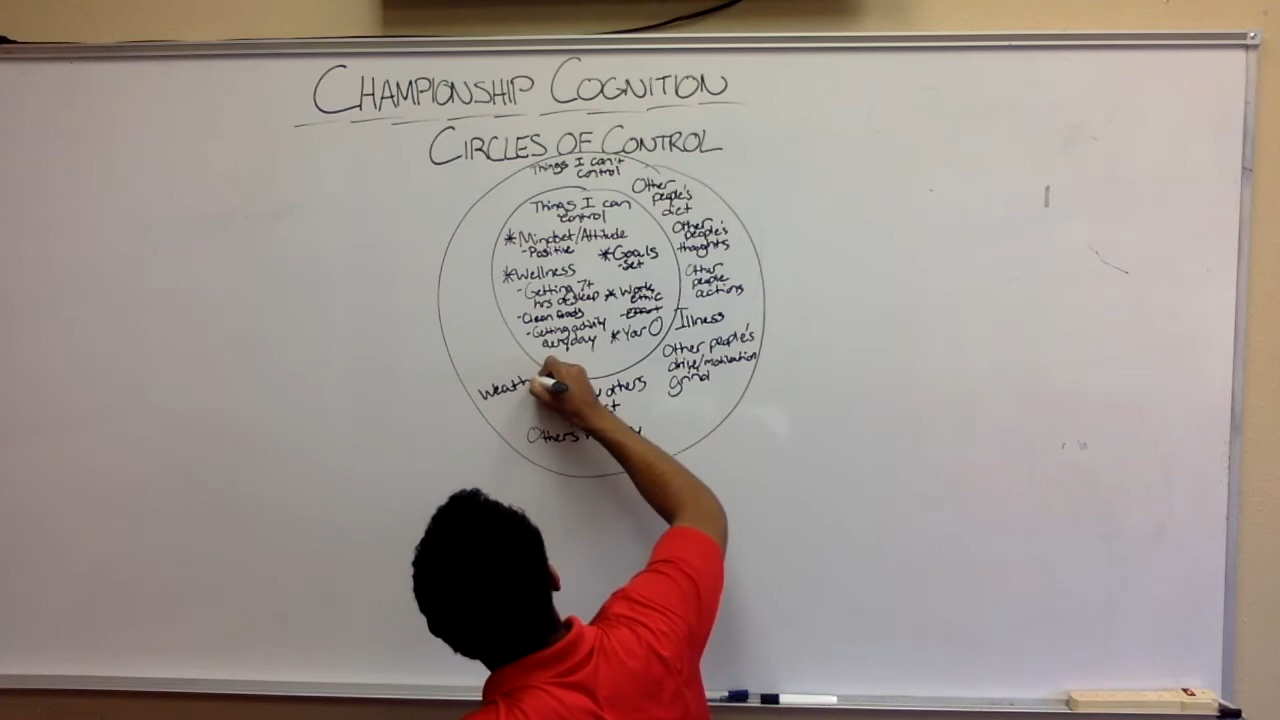 CHAMPIONSHIP COGNITION
CIRCLES OF CONTROL
Things I can't
control
Things I can
control
*Mindset/Attitude
-Positive
*Goals
-Set
*Wellness
-Getting 7+
hrs of sleep
-Clean foods
-Getting activity
everyday
*Work
ethic
-Effort
*You
Other
people's
diet
Other
people's
thoughts
Other
people
actions
Illness
Other people's
drive/motivation
grind
Weath
others
Others